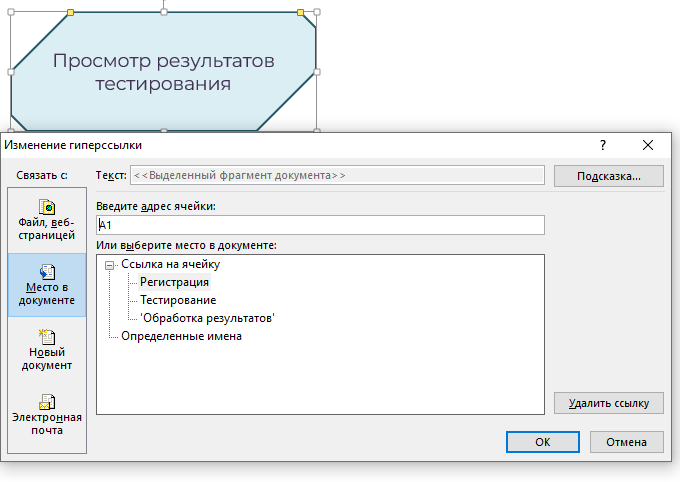 Просмотр результатов
тестирования
Изменение гиперссылки
?
Связать с:
Текст:
<<Выделенный фрагмент документа>>
Подсказка...
Файл, веб-
страницей
Введите адрес ячейки:
A1
Или выберите место в документе:
Ссылка на ячейку
Регистрация
Тестирование
'Обработка результатов'
Определенные имена
Место в
документе
Новый
документ
Электронная
почта
Удалить ссылку
ОК
Отмена